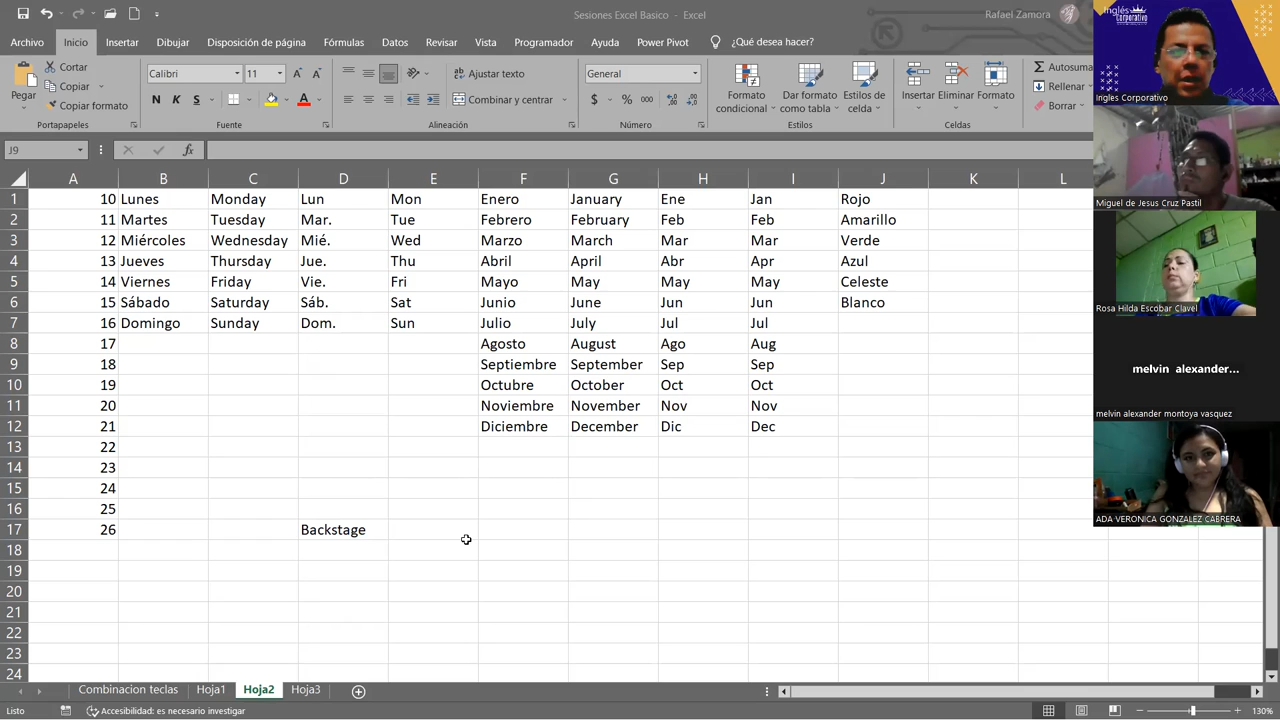 Sesiones Excel Basico - Excel
Rafael Zamora
Archivo Inicio Insertar Dibujar Disposición de página Fórmulas Datos Revisar Vista Programador Ayuda Power Pivot ¿Qué desea hacer?
Pegar
Cortar
Copiar
Copiar formato
Portapapeles
Calibri 11
N K S
Fuente
Ajustar texto
Combinar y centrar
Alineación
General
$ % 000
Número
Formato condicional
Dar formato como tabla
Estilos de celda
Estilos
Insertar Eliminar Formato
Celdas
Autosuma
Rellenar
Borrar
J9 fx
A B C D E F G H I J K L
1 10 Lunes Monday Lun Mon Enero January Ene Jan Rojo
2 11 Martes Tuesday Mar. Tue Febrero February Feb Feb Amarillo
3 12 Miércoles Wednesday Mié. Wed Marzo March Mar Mar Verde
4 13 Jueves Thursday Jue. Thu Abril April Abr Apr Azul
5 14 Viernes Friday Vie. Fri Mayo May May May Celeste
6 15 Sábado Saturday Sáb. Sat Junio June Jun Jun Blanco
7 16 Domingo Sunday Dom. Sun Julio July Jul Jul
8 17 Agosto August Ago Aug
9 18 Septiembre September Sep Sep
10 19 Octubre October Oct Oct
11 20 Noviembre November Nov Nov
12 21 Diciembre December Dic Dec
13 22
14 23
15 24
16 25
17 26 Backstage
18
19
20
21
22
23
24
Combinacion teclas Hoja1 Hoja2 Hoja3
Listo Accesibilidad: es necesario investigar 130%
Inglés Corporativo
Ingles Corporativo
Miguel de Jesus Cruz Pastil
Rosa Hilda Escobar Clavel
melvin alexander...
melvin alexander montoya vasquez
ADA VERONICA GONZALEZ CABRERA